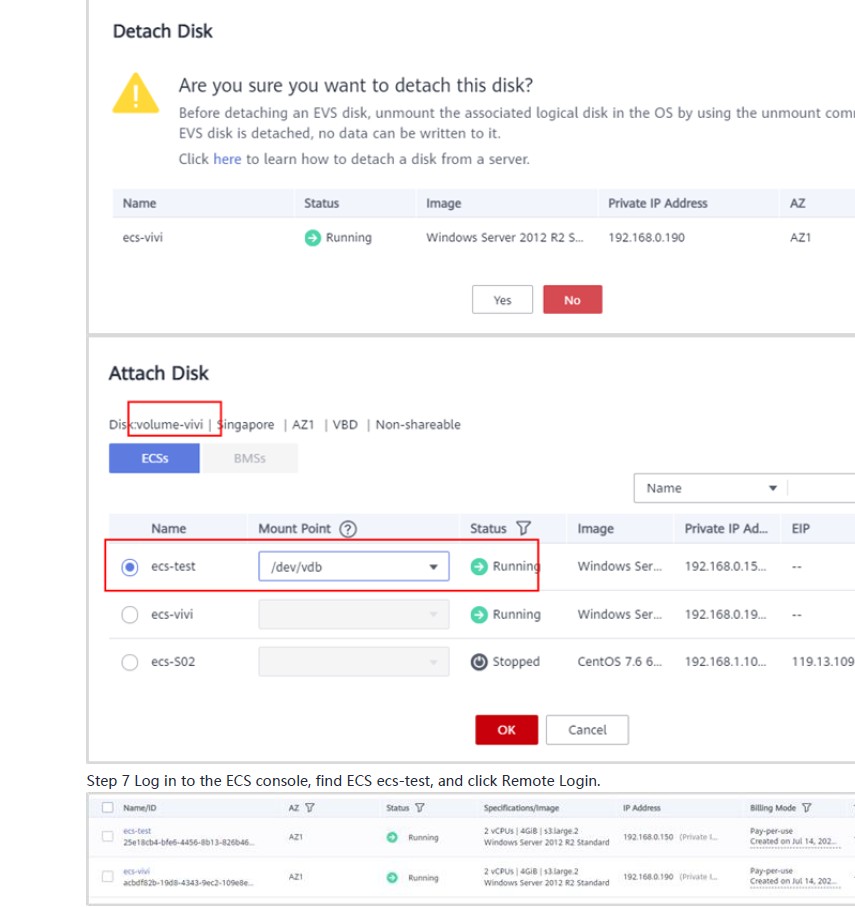 Detach Disk
Are you sure you want to detach this disk?
Before detaching an EVS disk, unmount the associated logical disk in the OS by using the unmount com
EVS disk is detached, no data can be written to it.
Click here to learn how to detach a disk from a server.
Name Status Image Private IP Address AZ
ecs-vivi Running Windows Server 2012 R2 S... 192.168.0.190 AZ1
Yes No
Attach Disk
Disk:volume-vivi | Singapore | AZ1 | VBD | Non-shareable
ECSs BMSs
Name
Name Mount Point ? Status Image Private IP Ad... EIP
ecs-test /dev/vdb Running Windows Ser... 192.168.0.15... --
ecs-vivi Running Windows Ser... 192.168.0.19... --
ecs-S02 Stopped CentOS 7.6 6... 192.168.1.10... 119.13.109
OK Cancel
Step 7 Log in to the ECS console, find ECS ecs-test, and click Remote Login.
Name/ID AZ Status Specifications/Image IP Address Billing Mode
ecs-test 2 vCPUs | 4GiB | s3.large.2 Pay-per-use
25e18cb4-bfe6-4456-8b13-826b46... AZ1 Running Windows Server 2012 R2 Standard 192.168.0.150 (Private I... Created on Jul 14, 202...
ecs-vivi 2 vCPUs | 4GiB | s3.large.2 Pay-per-use
acbdf82b-19d8-4343-9ec2-109e8e... AZ1 Running Windows Server 2012 R2 Standard 192.168.0.190 (Private I... Created on Jul 14, 202...